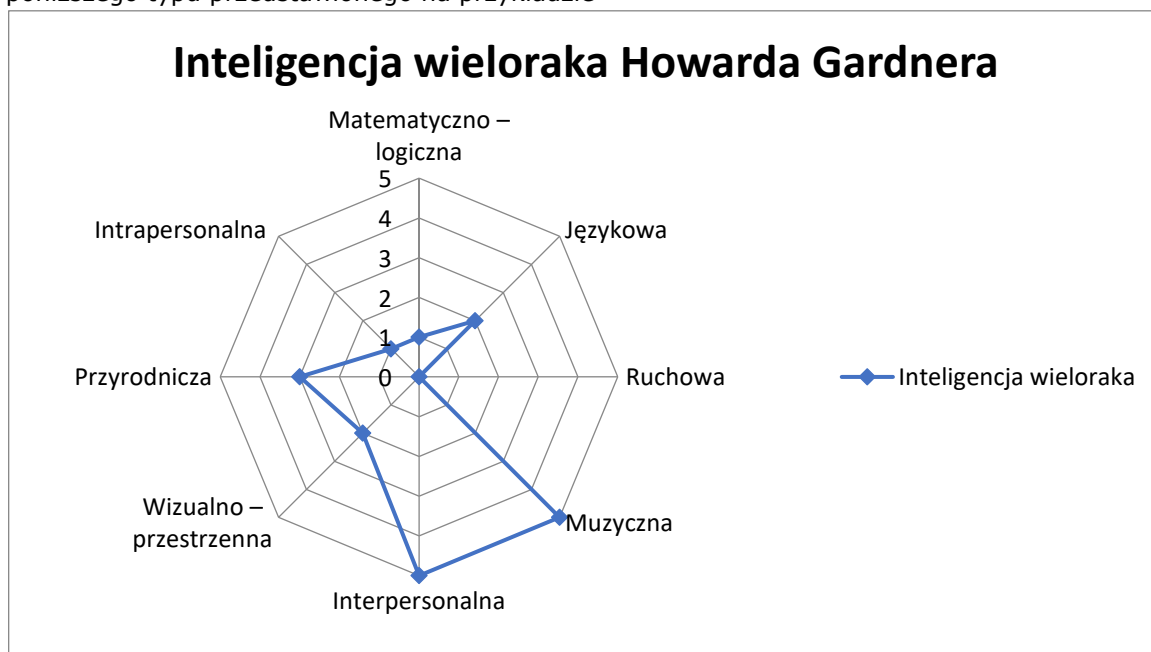 poniższego typu przedstawionego na przykładzie
Inteligencja wieloraka Howarda Gardnera
Matematyczno –
logiczna
5
4
3
2
1
0
Językowa
Ruchowa
Muzyczna
Interpersonalna
Wizualno –
przestrzenna
Przyrodnicza
Intrapersonalna
Inteligencja wieloraka